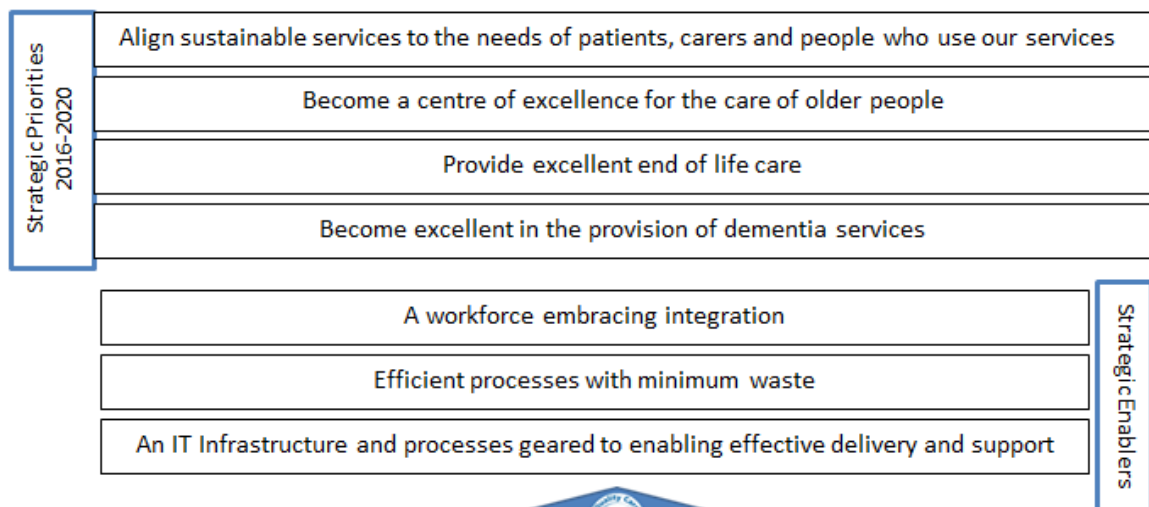 Strategic Priorities
2016-2020
Align sustainable services to the needs of patients, carers and people who use our services
Become a centre of excellence for the care of older people
Provide excellent end of life care
Become excellent in the provision of dementia services
A workforce embracing integration
Efficient processes with minimum waste
An IT Infrastructure and processes geared to enabling effective delivery and support
Strategic Enablers